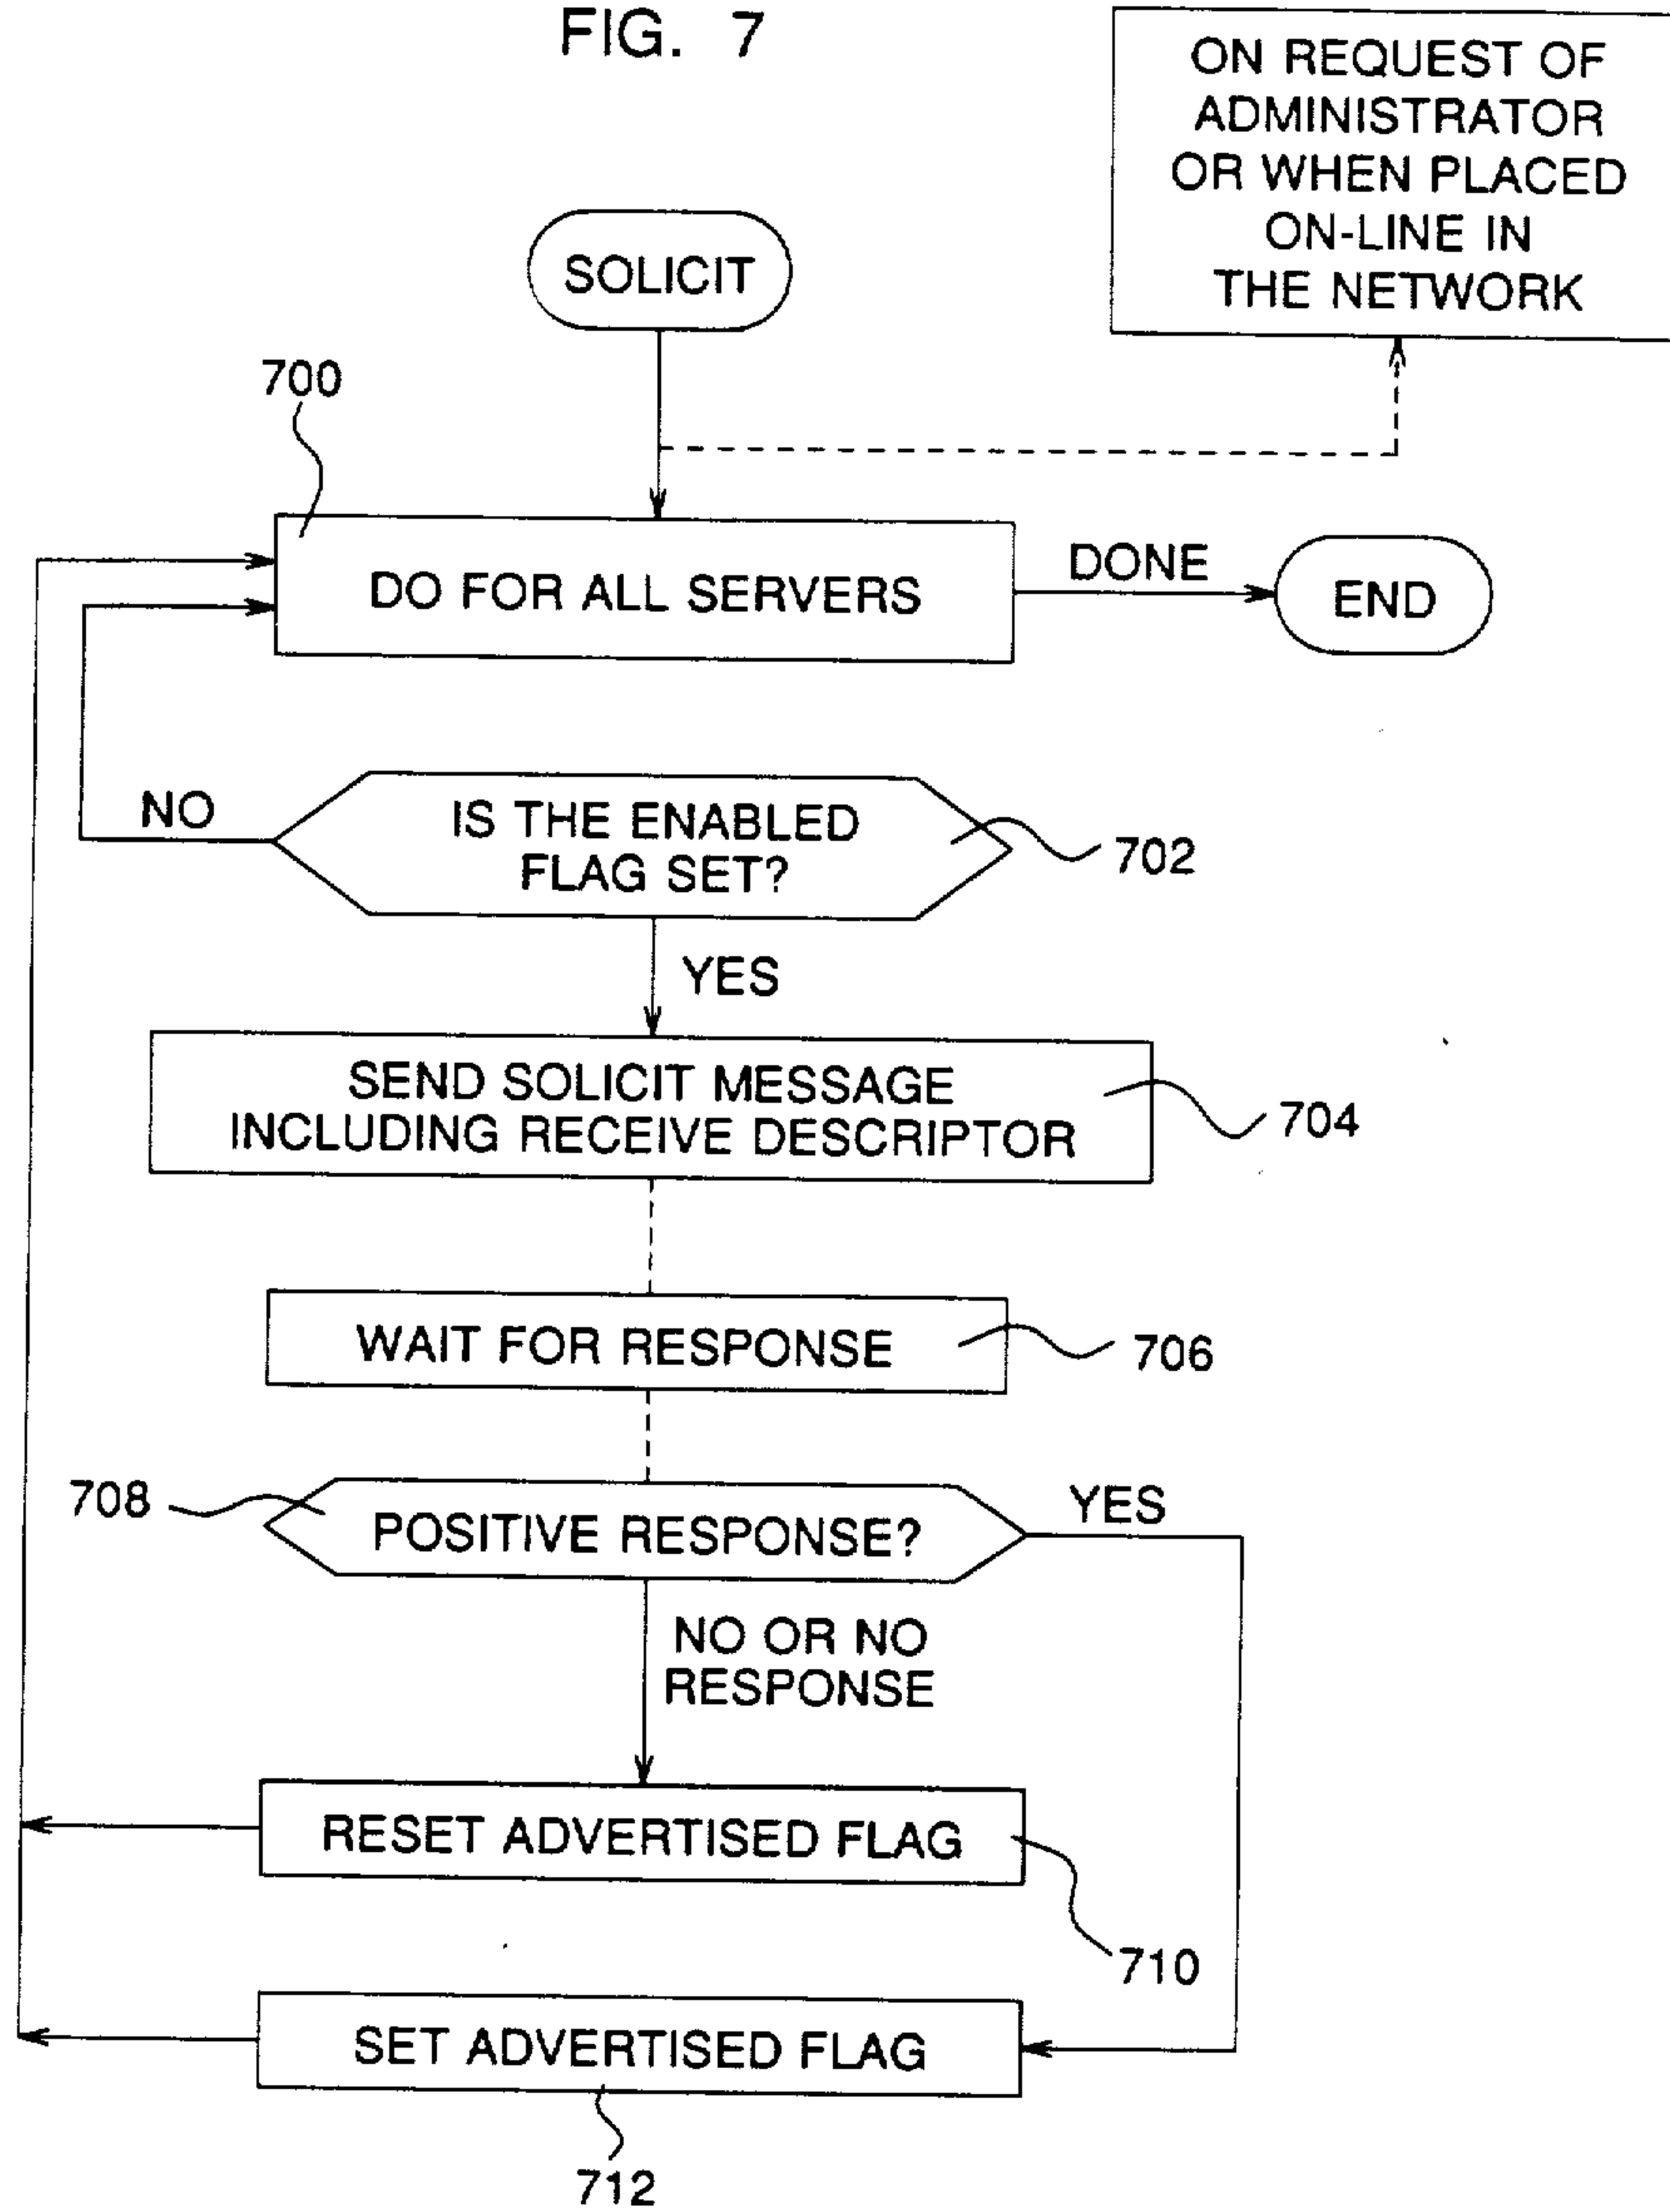 FIG. 7
ON REQUEST OF
ADMINISTRATOR
OR WHEN PLACED
ON-LINE IN
THE NETWORK
SOLICIT
700
DO FOR ALL SERVERS
DONE
END
NO
IS THE ENABLED
FLAG SET?
702
YES
SEND SOLICIT MESSAGE
INCLUDING RECEIVE DESCRIPTOR
704
WAIT FOR RESPONSE
706
708
POSITIVE RESPONSE?
YES
NO OR NO
RESPONSE
RESET ADVERTISED FLAG
710
SET ADVERTISED FLAG
712